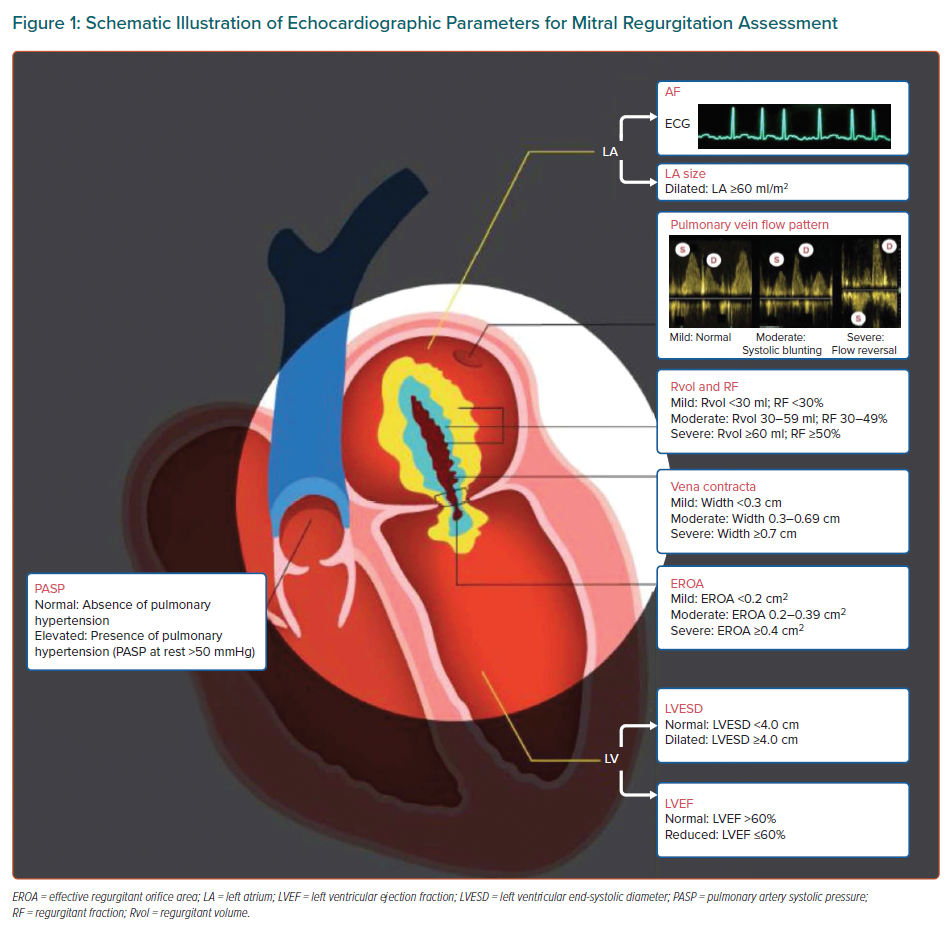 Figure 1: Schematic Illustration of Echocardiographic Parameters for Mitral Regurgitation Assessment
AF
ECG
LA
LA size
Dilated: LA ≥60 ml/m²
Pulmonary vein flow pattern
S
D
S
D
D
S
Mild: Normal
Moderate:
Systolic blunting
Severe:
Flow reversal
Rvol and RF
Mild: Rvol <30 ml; RF <30%
Moderate: Rvol 30–59 ml; RF 30–49%
Severe: Rvol ≥60 ml; RF ≥50%
Vena contracta
Mild: Width <0.3 cm
Moderate: Width 0.3–0.69 cm
Severe: Width ≥0.7 cm
EROA
Mild: EROA <0.2 cm²
Moderate: EROA 0.2–0.39 cm²
Severe: EROA ≥0.4 cm²
PASP
Normal: Absence of pulmonary
hypertension
Elevated: Presence of pulmonary
hypertension (PASP at rest >50 mmHg)
LVESD
Normal: LVESD <4.0 cm
Dilated: LVESD ≥4.0 cm
LV
LVEF
Normal: LVEF >60%
Reduced: LVEF ≤60%
EROA = effective regurgitant orifice area; LA = left atrium; LVEF = left ventricular ejection fraction; LVESD = left ventricular end-systolic diameter; PASP = pulmonary artery systolic pressure;
RF = regurgitant fraction; Rvol = regurgitant volume.